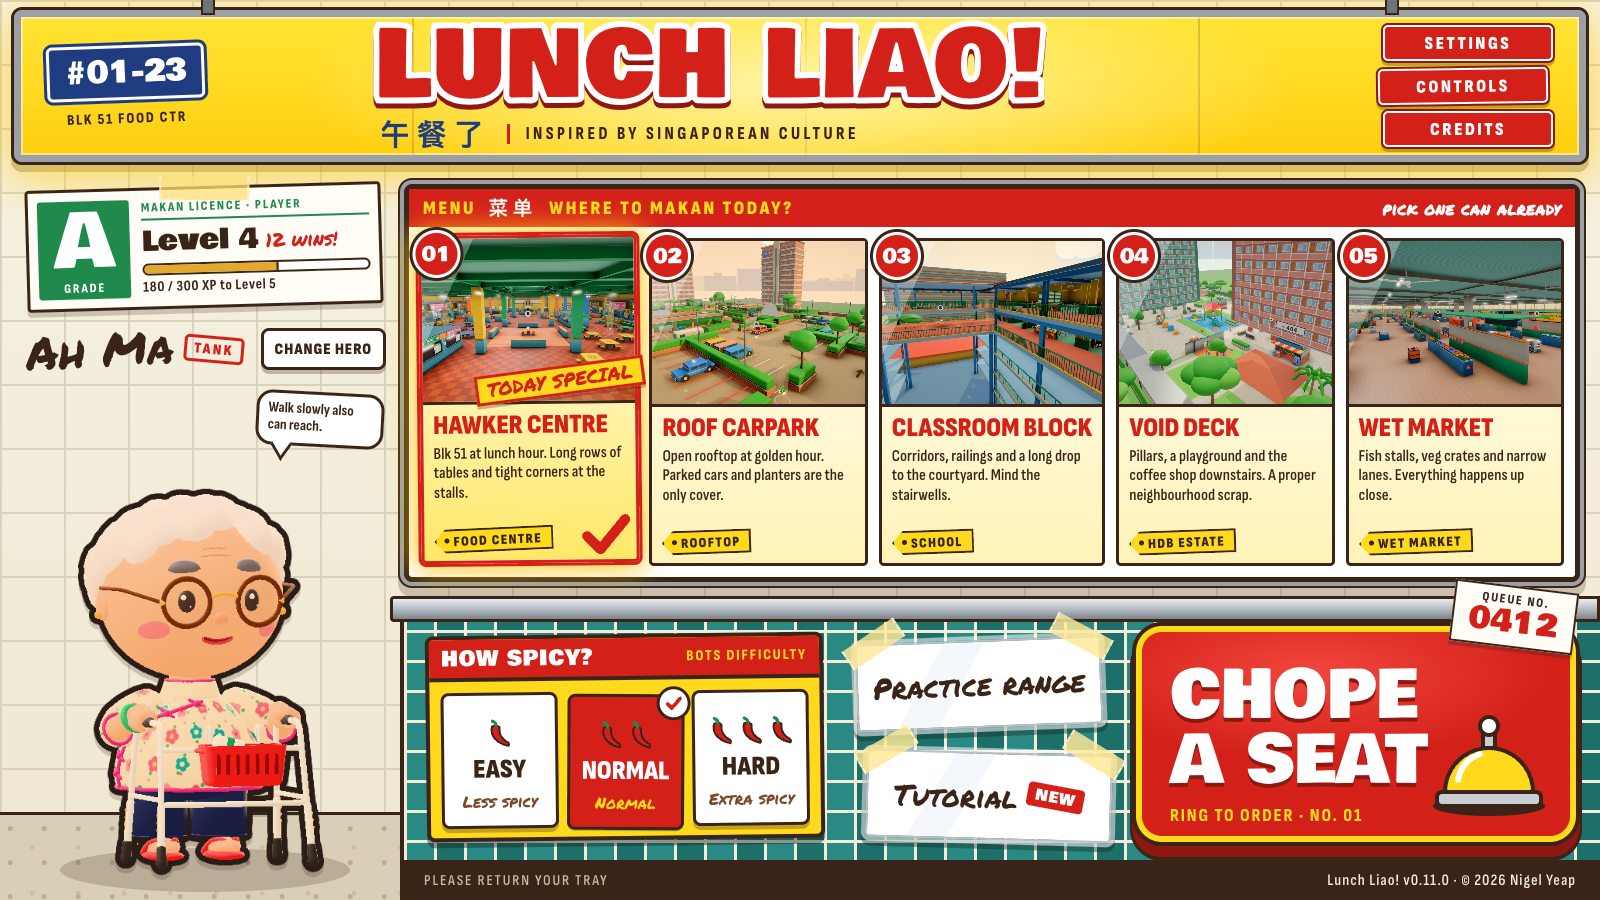 #01-23
BLK 51 FOOD CTR
LUNCH LIAO!
午餐了
INSPIRED BY SINGAPOREAN CULTURE
SETTINGS
CONTROLS
CREDITS
A
GRADE
MAKAN LICENCE · PLAYER
Level 4 12 WINS!
180 / 300 XP to Level 5
AH MA
TANK
CHANGE HERO
Walk slowly also
can reach.
MENU 菜单 WHERE TO MAKAN TODAY?
PICK ONE CAN ALREADY
01
TODAY SPECIAL
HAWKER CENTRE
Blk 51 at lunch hour. Long rows of
tables and tight corners at the
stalls.
FOOD CENTRE
02
ROOF CARPARK
Open rooftop at golden hour.
Parked cars and planters are the
only cover.
ROOFTOP
03
CLASSROOM BLOCK
Corridors, railings and a long drop
to the courtyard. Mind the
stairwells.
SCHOOL
04
404
VOID DECK
Pillars, a playground and the
coffee shop downstairs. A proper
neighbourhood scrap.
HDB ESTATE
05
WET MARKET
Fish stalls, veg crates and narrow
lanes. Everything happens up
close.
WET MARKET
HOW SPICY?
BOTS DIFFICULTY
EASY
LESS SPICY
NORMAL
NORMAL
HARD
EXTRA SPICY
PRACTICE RANGE
TUTORIAL NEW
QUEUE NO.
0412
CHOPE
A SEAT
RING TO ORDER · NO. 01
PLEASE RETURN YOUR TRAY
Lunch Liao! v0.11.0 · © 2026 Nigel Yeap